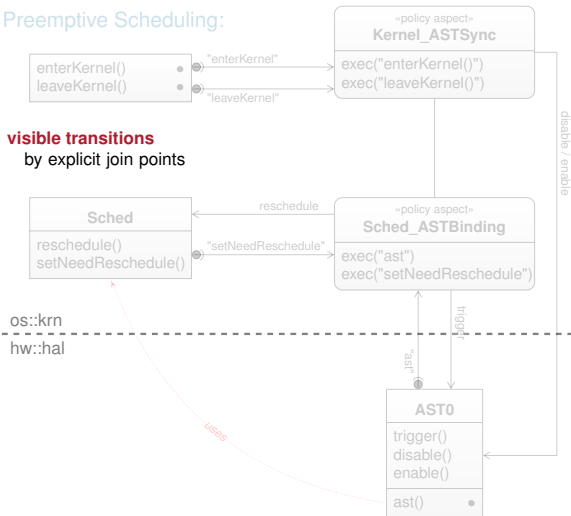 Preemptive Scheduling:
enterKernel()
leaveKernel()
"enterKernel"
"leaveKernel"
«policy aspect»
Kernel_ASTSync
exec("enterKernel()")
exec("leaveKernel()")
disable / enable
visible transitions
by explicit join points
Sched
reschedule()
setNeedReschedule()
reschedule
"setNeedReschedule"
«policy aspect»
Sched_ASTBinding
exec("ast")
exec("setNeedReschedule")
os::krn
hw::hal
trigger
"ast"
uses
AST0
trigger()
disable()
enable()
ast()